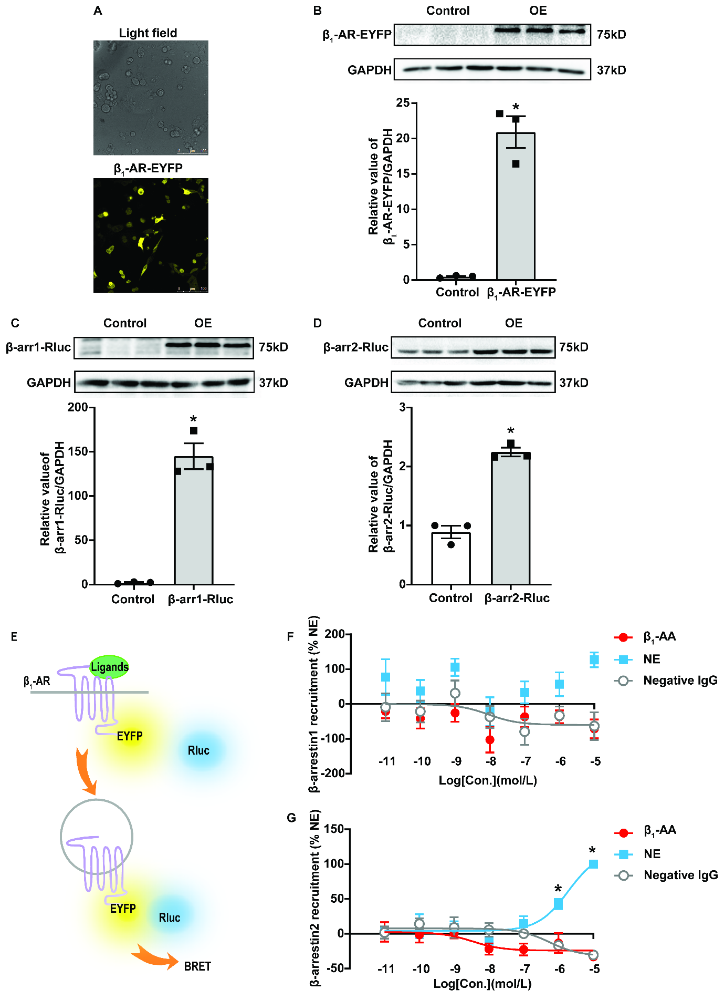 A
Light field
0 µm 100
β1-AR-EYFP
0 µm 100
B
Control OE
β1-AR-EYFP 75kD
GAPDH 37kD
Relative value of
β1-AR-EYFP/GAPDH
25
20
15
10
5
0
*
Control β1-AR-EYFP
C
Control OE
β-arr1-Rluc 75kD
GAPDH 37kD
Relative valueof
β-arr1-Rluc/GAPDH
200
150
100
50
0
*
Control β-arr1-Rluc
D
Control OE
β-arr2-Rluc 75kD
GAPDH 37kD
Relative value of
β-arr2-Rluc/GAPDH
3
2
1
0
*
Control β-arr2-Rluc
E
Ligands
β1-AR
EYFP
Rluc
EYFP
Rluc
BRET
F
β-arrestin1 recruitment (% NE)
200
100
0
-100
-200
-11 -10 -9 -8 -7 -6 -5
Log[Con.](mol/L)
β1-AA
NE
Negative IgG
G
β-arrestin2 recruitment (% NE)
150
100
50
0
-50
* *
-11 -10 -9 -8 -7 -6 -5
Log[Con.](mol/L)
β1-AA
NE
Negative IgG